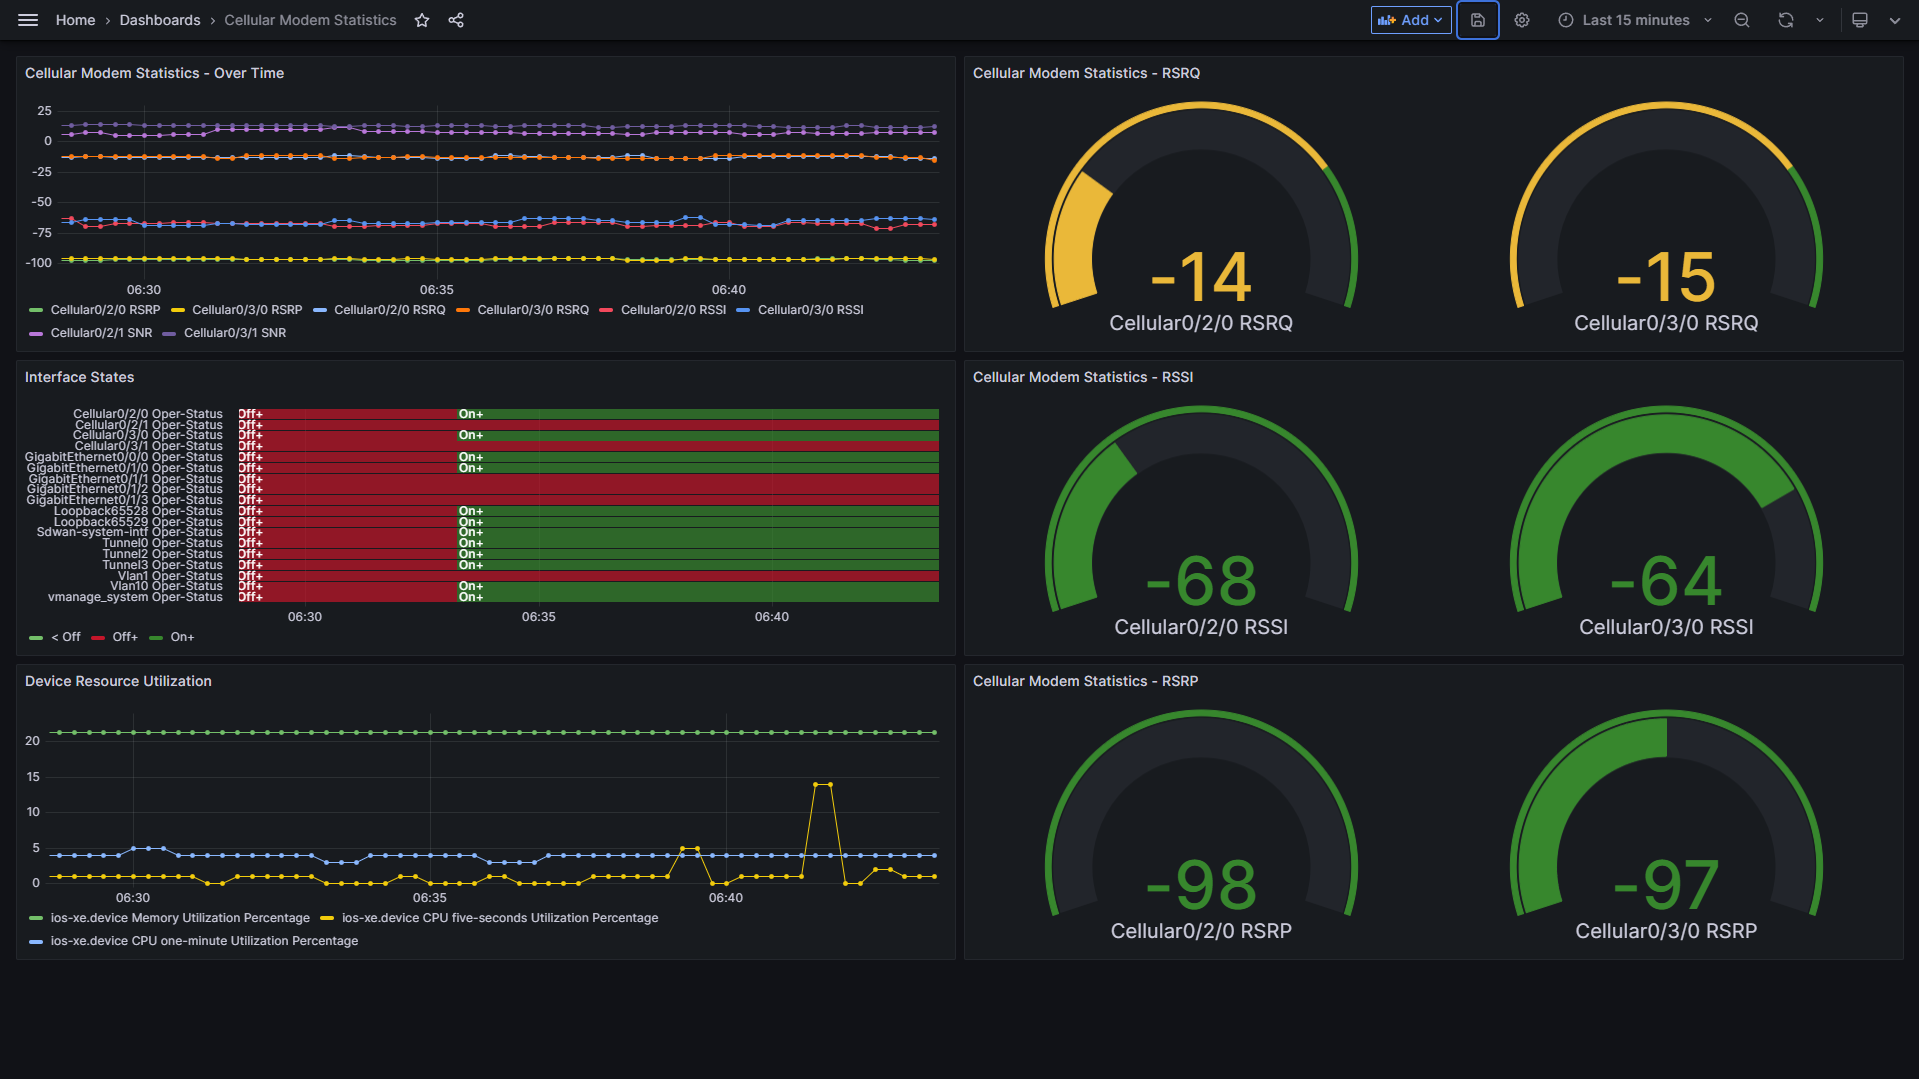 Home › Dashboards › Cellular Modem Statistics
Add
Last 15 minutes
Cellular Modem Statistics - Over Time
25
0
-25
-50
-75
-100
06:30 06:35 06:40
Cellular0/2/0 RSRP Cellular0/3/0 RSRP Cellular0/2/0 RSRQ Cellular0/3/0 RSRQ Cellular0/2/0 RSSI Cellular0/3/0 RSSI
Cellular0/2/1 SNR Cellular0/3/1 SNR
Cellular Modem Statistics - RSRQ
-14 -15
Cellular0/2/0 RSRQ Cellular0/3/0 RSRQ
Interface States
Cellular0/2/0 Oper-Status Off+ On+
Cellular0/2/1 Oper-Status Off+
Cellular0/3/0 Oper-Status Off+ On+
Cellular0/3/1 Oper-Status Off+
GigabitEthernet0/0/0 Oper-Status Off+ On+
GigabitEthernet0/1/0 Oper-Status Off+ On+
GigabitEthernet0/1/1 Oper-Status Off+
GigabitEthernet0/1/2 Oper-Status Off+
GigabitEthernet0/1/3 Oper-Status Off+
Loopback65528 Oper-Status Off+ On+
Loopback65529 Oper-Status Off+ On+
Sdwan-system-intf Oper-Status Off+ On+
Tunnel0 Oper-Status Off+ On+
Tunnel2 Oper-Status Off+ On+
Tunnel3 Oper-Status Off+ On+
Vlan1 Oper-Status Off+
Vlan10 Oper-Status Off+ On+
vmanage_system Oper-Status Off+ On+
06:30 06:35 06:40
< Off Off+ On+
Cellular Modem Statistics - RSSI
-68 -64
Cellular0/2/0 RSSI Cellular0/3/0 RSSI
Device Resource Utilization
20
15
10
5
0
06:30 06:35 06:40
ios-xe.device Memory Utilization Percentage ios-xe.device CPU five-seconds Utilization Percentage
ios-xe.device CPU one-minute Utilization Percentage
Cellular Modem Statistics - RSRP
-98 -97
Cellular0/2/0 RSRP Cellular0/3/0 RSRP